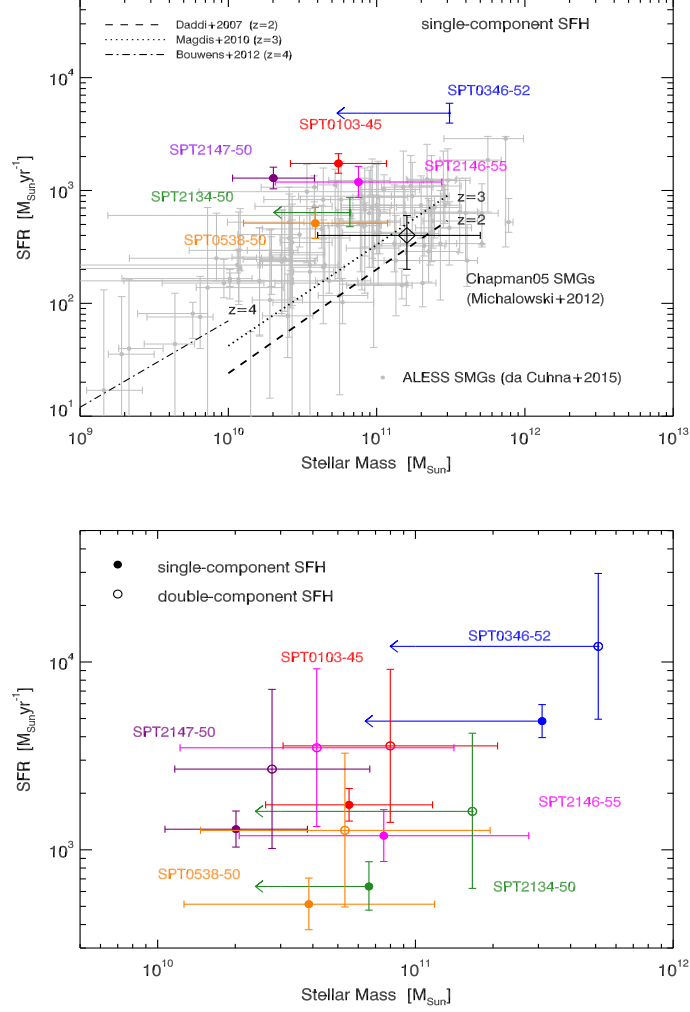 Daddi+2007 (z=2)
Magdis+2010 (z=3)
Bouwens+2012 (z=4)
single-component SFH
SPT0346-52
SPT0103-45
SPT2147-50
SPT2146-55
SPT2134-50
z=3
z=2
SPT0538-50
Chapman05 SMGs
(Michalowski+2012)
z=4
ALESS SMGs (da Cuhna+2015)
10^4
10^3
10^2
10^1
SFR [M_Sun yr^-1]
10^9
10^10
10^11
10^12
10^13
Stellar Mass [M_Sun]
single-component SFH
double-component SFH
SPT0346-52
SPT0103-45
SPT2147-50
SPT2146-55
SPT0538-50
SPT2134-50
10^4
10^3
SFR [M_Sun yr^-1]
10^10
10^11
10^12
Stellar Mass [M_Sun]